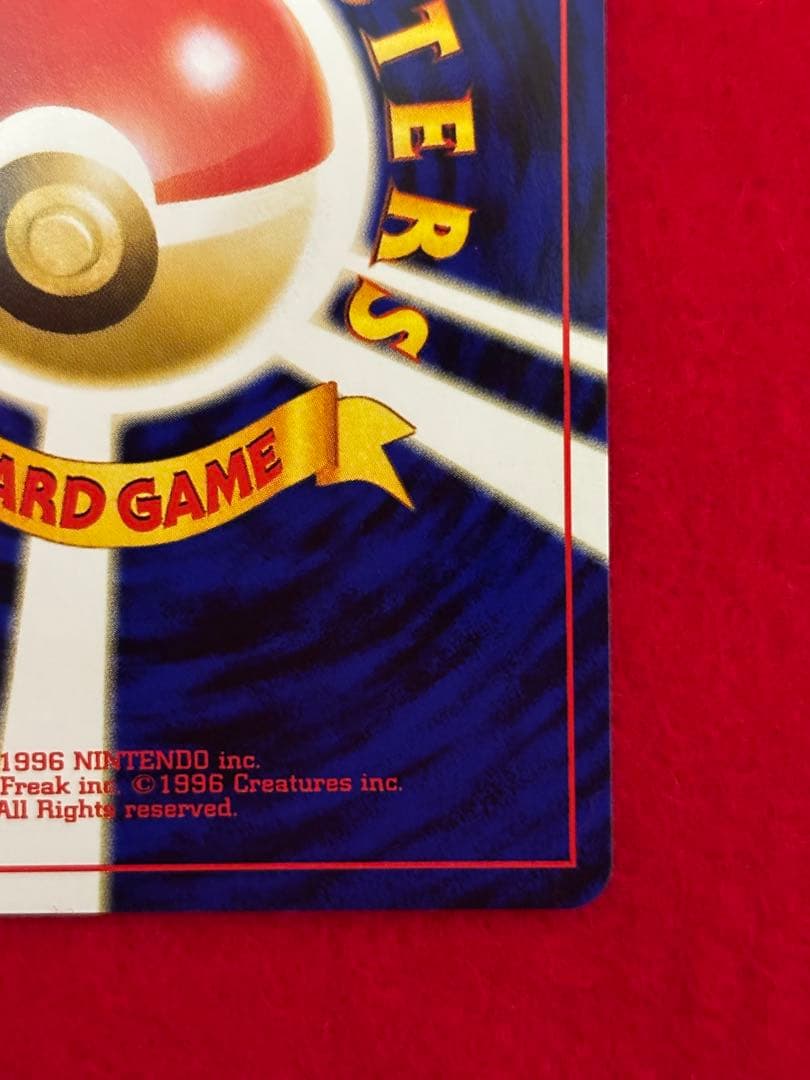 TERS
ARD GAME
1996 NINTENDO inc.
Freak inc. ©1996 Creatures inc.
All Rights reserved.